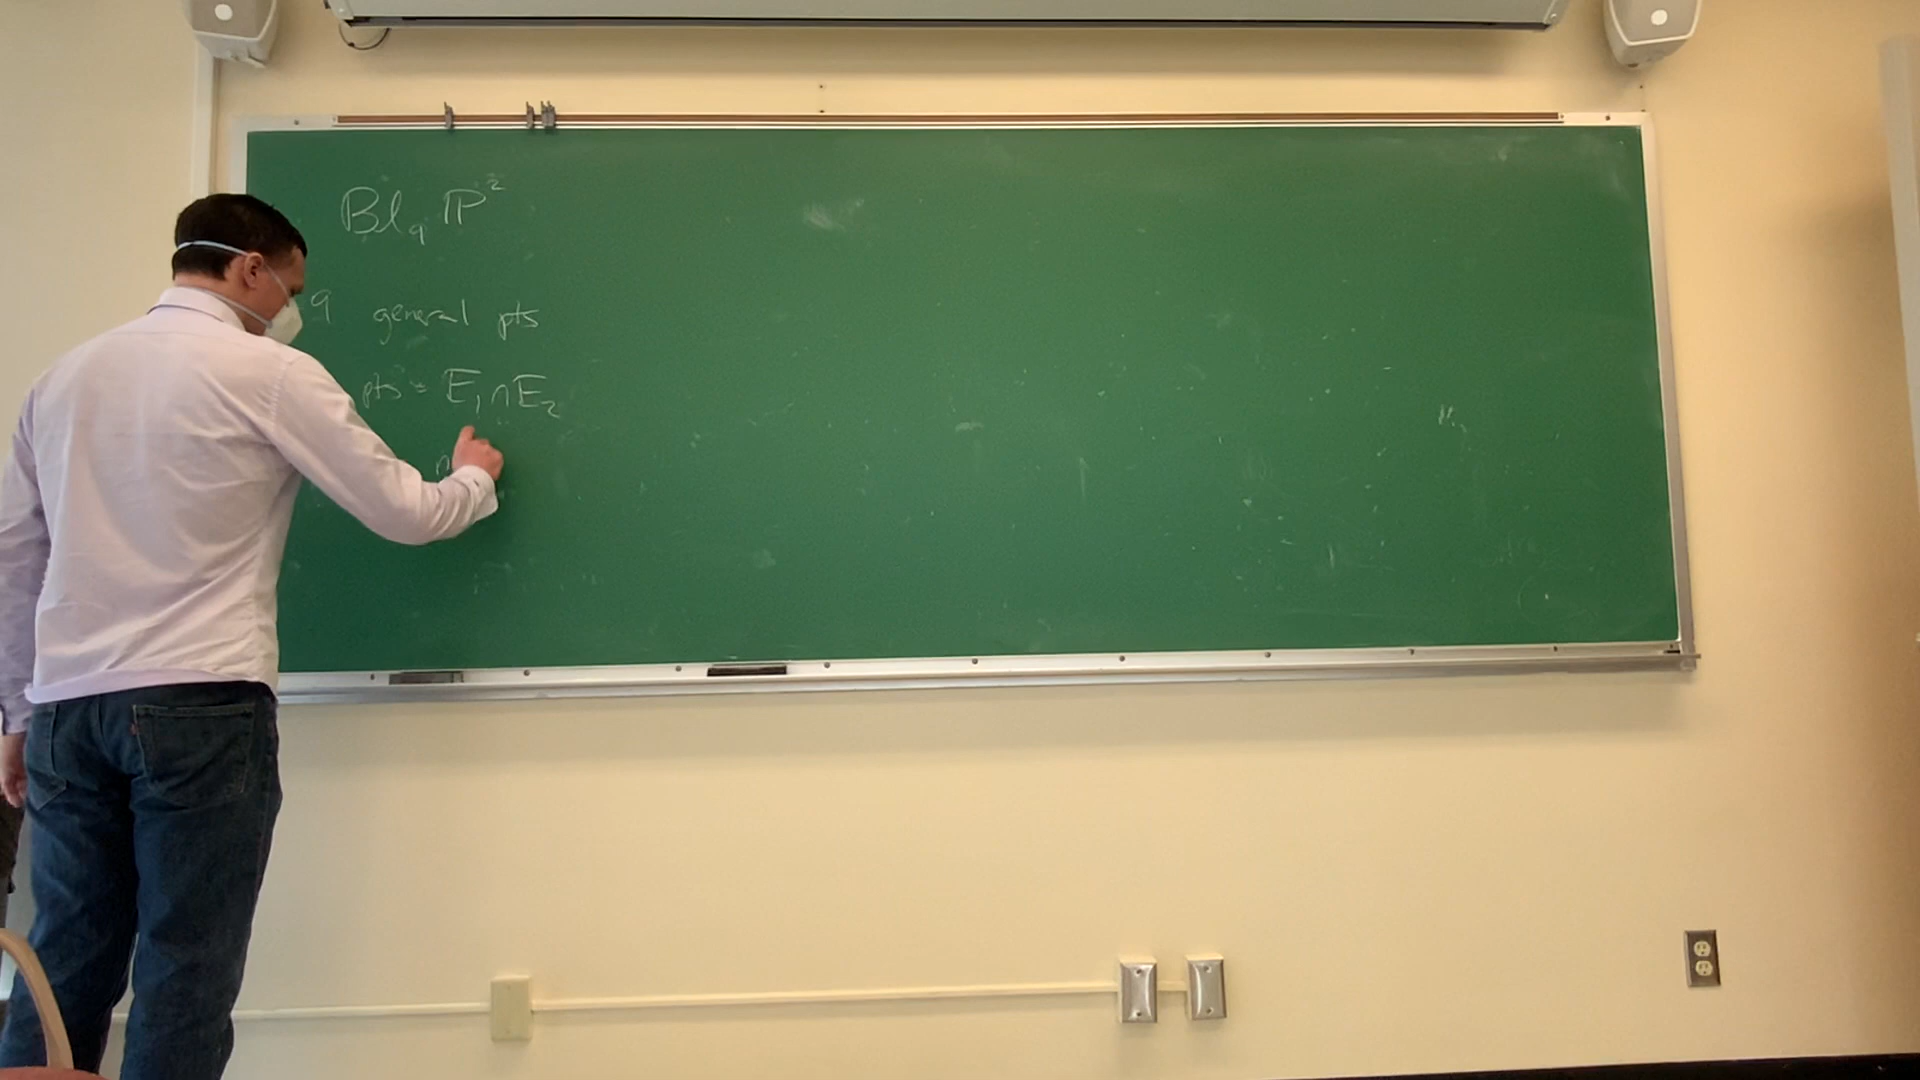 Bl₉ ℙ²
9 general pts
pts = E₁∩E₂